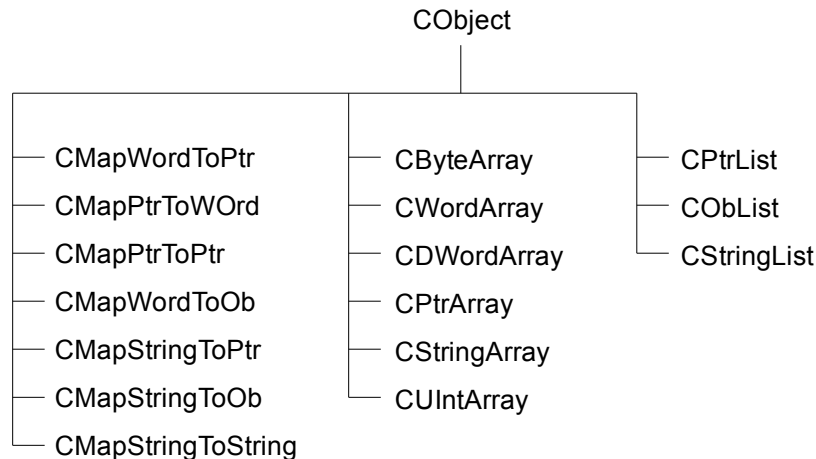 CObject
CMapWordToPtr
CMapPtrToWOrd
CMapPtrToPtr
CMapWordToOb
CMapStringToPtr
CMapStringToOb
CMapStringToString
CByteArray
CWordArray
CDWordArray
CPtrArray
CStringArray
CUIntArray
CPtrList
CObList
CStringList